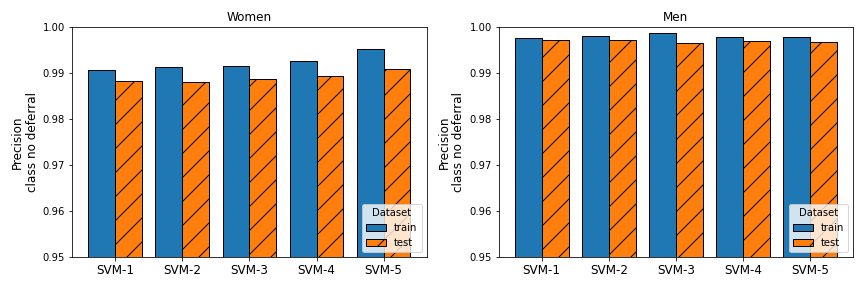 Women
Precision
class no deferral
1.00
0.99
0.98
0.97
0.96
0.95
SVM-1 SVM-2 SVM-3 SVM-4 SVM-5
Dataset
train
test
Men
Precision
class no deferral
1.00
0.99
0.98
0.97
0.96
0.95
SVM-1 SVM-2 SVM-3 SVM-4 SVM-5
Dataset
train
test